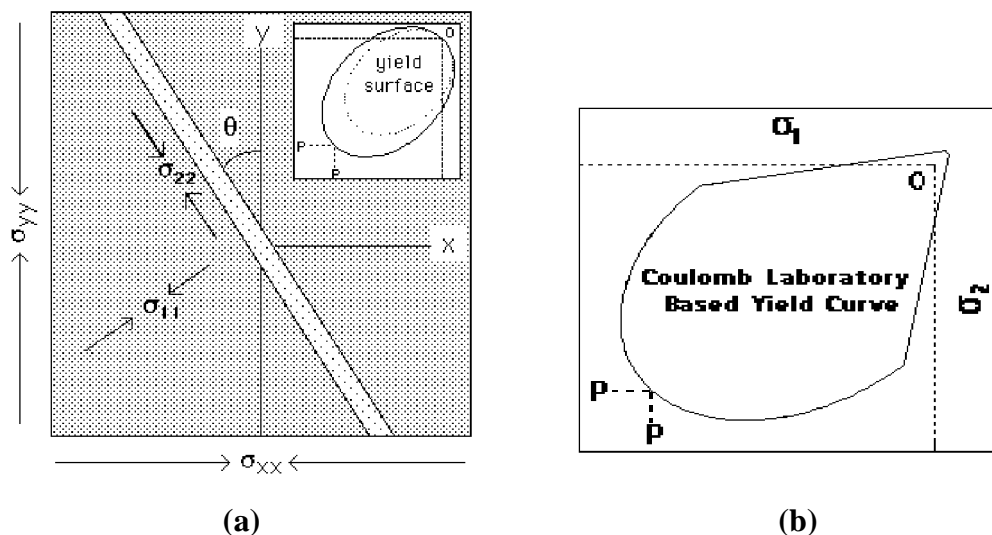 y
O
yield
surface
P
P
θ
σ22
σyy
x
σ11
σxx
(a)
σ1
O
Coulomb Laboratory
Based Yield Curve
σ2
P
P
(b)